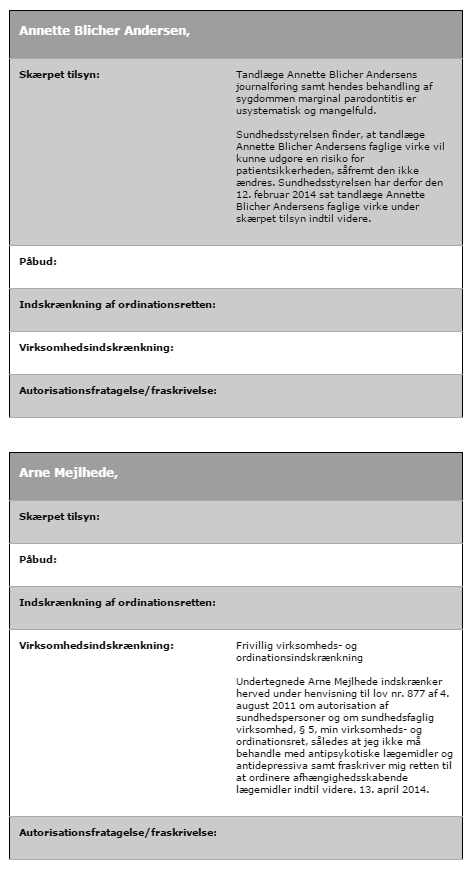 Annette Blicher Andersen,
Skærpet tilsyn:
Tandlæge Annette Blicher Andersens
journalføring samt hendes behandling af
sygdommen marginal parodontitis er
usystematisk og mangelfuld.
Sundhedsstyrelsen finder, at tandlæge
Annette Blicher Andersens faglige virke vil
kunne udgøre en risiko for
patientsikkerheden, såfremt den ikke
ændres. Sundhedsstyrelsen har derfor den
12. februar 2014 sat tandlæge Annette
Blicher Andersens faglige virke under
skærpet tilsyn indtil videre.
Påbud:
Indskrænkning af ordinationsretten:
Virksomhedsindskrænkning:
Autorisationsfratagelse/fraskrivelse:
Arne Mejlhede,
Skærpet tilsyn:
Påbud:
Indskrænkning af ordinationsretten:
Virksomhedsindskrænkning:
Frivillig virksomheds- og
ordinationsindskrænkning
Undertegnede Arne Mejlhede indskrænker
herved under henvisning til lov nr. 877 af 4.
august 2011 om autorisation af
sundhedspersoner og om sundhedsfaglig
virksomhed, § 5, min virksomheds- og
ordinationsret, således at jeg ikke må
behandle med antipsykotiske lægemidler og
antidepressiva samt fraskriver mig retten til
at ordinere afhængighedsskabende
lægemidler indtil videre. 13. april 2014.
Autorisationsfratagelse/fraskrivelse: